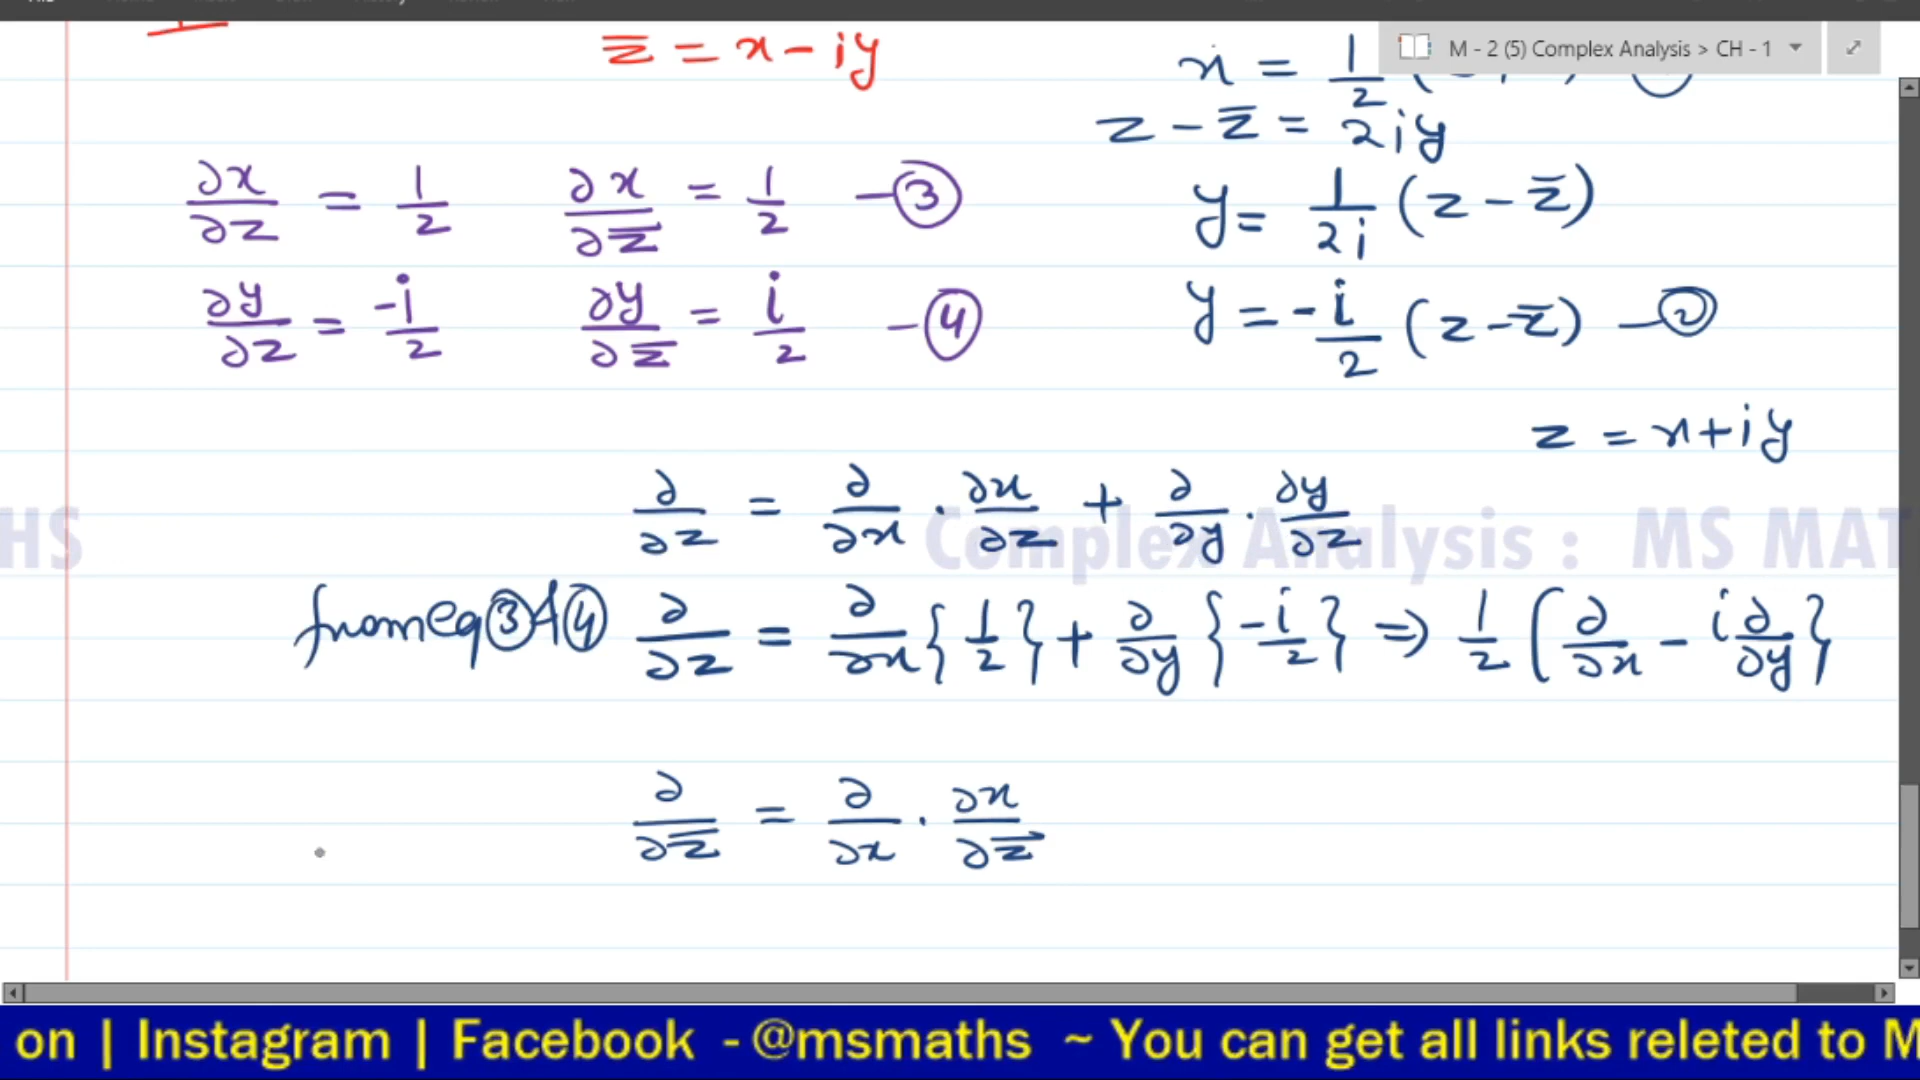 z̅ = x - iy
x = 1/2
M - 2 (5) Complex Analysis > CH - 1
z - z̅ = 2iy
∂x/∂z = 1/2   ∂x/∂z̅ = 1/2 - ③
y = 1/2i (z - z̅)
∂y/∂z = -i/2   ∂y/∂z̅ = i/2 - ④
y = -i/2 (z - z̅) - ②
z = x + iy
∂/∂z = ∂/∂x · ∂x/∂z + ∂/∂y · ∂y/∂z
HS Complex Analysis : MS MAT
from eq ③ & ④ ∂/∂z = ∂/∂x {1/2} + ∂/∂y {-i/2} ⇒ 1/2 (∂/∂x - i ∂/∂y}
∂/∂z̅ = ∂/∂x · ∂x/∂z̅
on | Instagram | Facebook - @msmaths ~ You can get all links releted to M